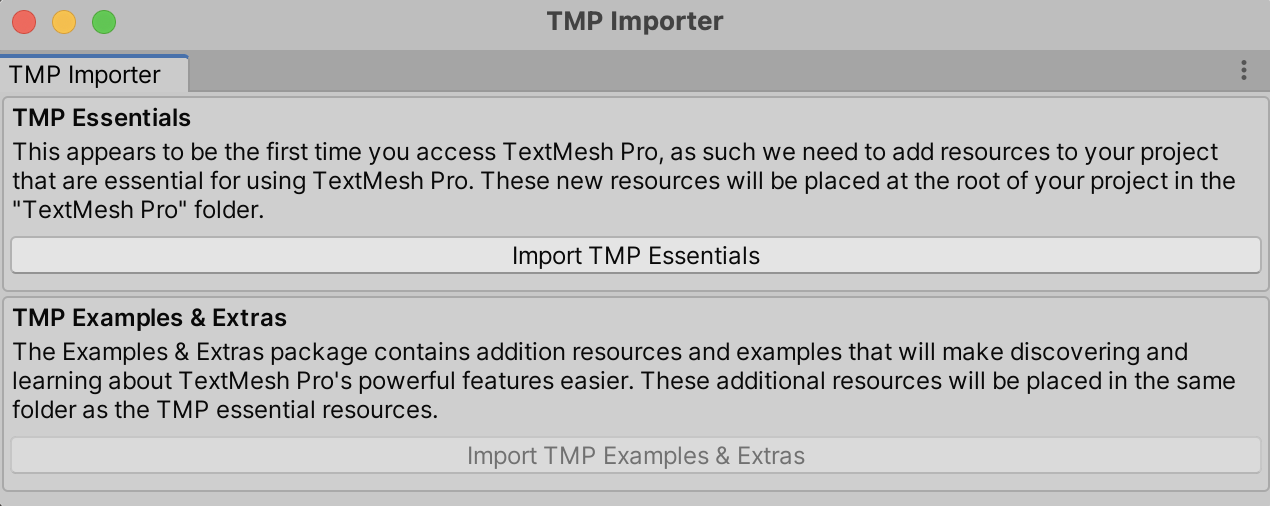 TMP Importer
TMP Importer
TMP Essentials
This appears to be the first time you access TextMesh Pro, as such we need to add resources to your project
that are essential for using TextMesh Pro. These new resources will be placed at the root of your project in the
"TextMesh Pro" folder.
Import TMP Essentials
TMP Examples & Extras
The Examples & Extras package contains addition resources and examples that will make discovering and
learning about TextMesh Pro's powerful features easier. These additional resources will be placed in the same
folder as the TMP essential resources.
Import TMP Examples & Extras